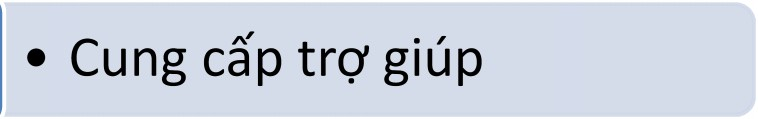 • Cung cấp trợ giúp